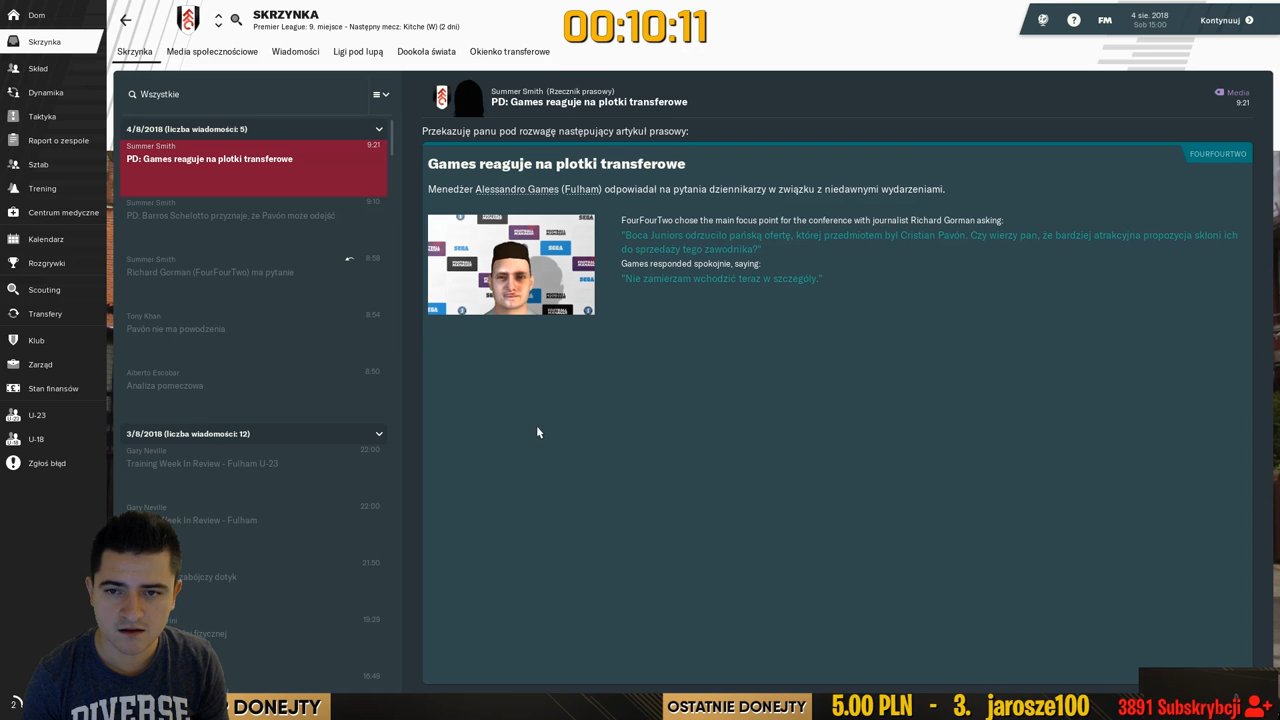 Dom
Skrzynka
Skład
Dynamika
Taktyka
Raport o zespole
Sztab
Trening
Centrum medyczne
Kalendarz
Rozgrywki
Scouting
Transfery
Klub
Zarząd
Stan finansów
U-23
U-18
Zgłoś błąd
SKRZYNKA
Premier League: 9. miejsce - Następny mecz: Kitche (W) (2 dni)
00:10:11
FM
4 sie. 2018
Sob 15:00
Kontynuuj
Skrzynka
Media społecznościowe
Wiadomości
Ligi pod lupą
Dookoła świata
Okienko transferowe
Wszystkie
4/8/2018 (liczba wiadomości: 5)
Summer Smith 9:21
PD: Games reaguje na plotki transferowe
Summer Smith 9:10
PD: Barros Schelotto przyznaje, że Pavón może odejść
Summer Smith 8:58
Richard Gorman (FourFourTwo) ma pytanie
Tony Khan 8:54
Pavón nie ma powodzenia
Alberto Escobar 8:50
Analiza pomeczowa
3/8/2018 (liczba wiadomości: 12)
Gary Neville 22:00
Training Week In Review - Fulham U-23
Gary Neville 22:00
Week In Review - Fulham
21:50
zabójczy dotyk
19:29
fizycznej
18:49
Summer Smith (Rzecznik prasowy)
PD: Games reaguje na plotki transferowe
Media
9:21
Przekazuję panu pod rozwagę następujący artykuł prasowy:
FOURFOURTWO
Games reaguje na plotki transferowe
Menedżer Alessandro Games (Fulham) odpowiadał na pytania dziennikarzy w związku z niedawnymi wydarzeniami.
FourFourTwo chose the main focus point for the conference with journalist Richard Gorman asking:
"Boca Juniors odrzuciło pańską ofertę, której przedmiotem był Cristian Pavón. Czy wierzy pan, że bardziej atrakcyjna propozycja skłoni ich
do sprzedaży tego zawodnika?"
Games responded spokojnie, saying:
"Nie zamierzam wchodzić teraz w szczegóły."
SEGA
DIVERSE
DONEJTY
OSTATNIE DONEJTY
5.00 PLN - 3. jarosze100
3891 Subskrybcji